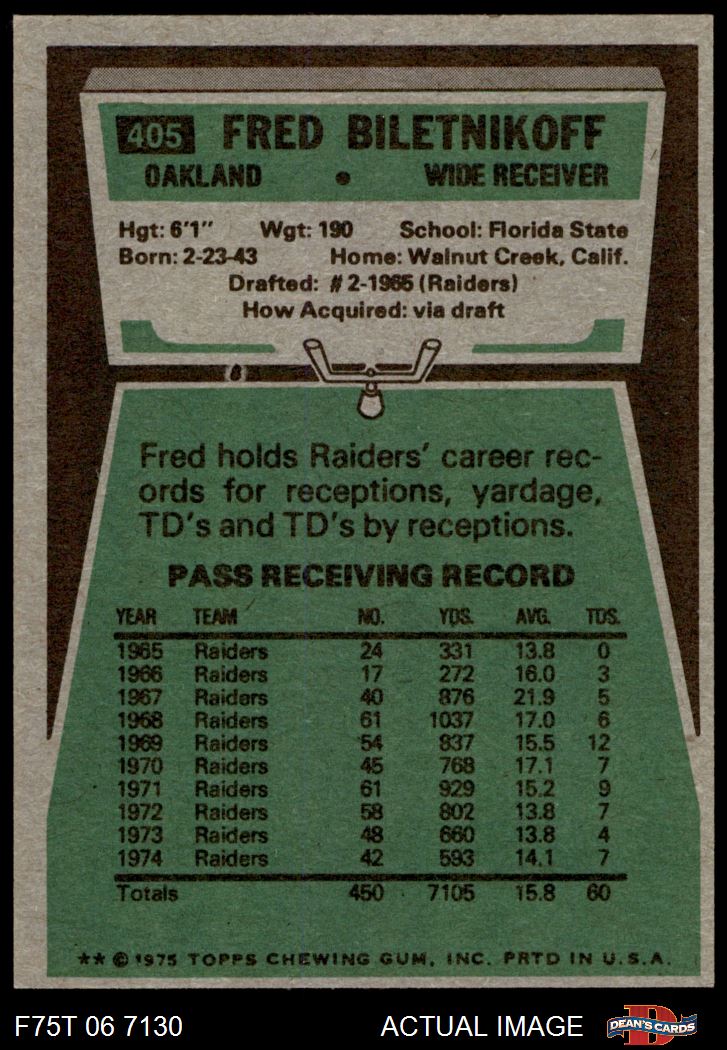 405 FRED BILETNIKOFF
OAKLAND • WIDE RECEIVER
Hgt: 6'1" Wgt: 190 School: Florida State
Born: 2-23-43 Home: Walnut Creek, Calif.
Drafted: #2-1965 (Raiders)
How Acquired: via draft
Fred holds Raiders' career rec-
ords for receptions, yardage,
TD's and TD's by receptions.
PASS RECEIVING RECORD
YEAR TEAM NO. YDS. AVG. TDS.
1965 Raiders 24 331 13.8 0
1966 Raiders 17 272 16.0 3
1967 Raiders 40 876 21.9 5
1968 Raiders 61 1037 17.0 6
1969 Raiders 54 837 15.5 12
1970 Raiders 45 768 17.1 7
1971 Raiders 61 929 15.2 9
1972 Raiders 58 802 13.8 7
1973 Raiders 48 660 13.8 4
1974 Raiders 42 593 14.1 7
Totals 450 7105 15.8 60
** © 1975 TOPPS CHEWING GUM, INC. PRTD IN U.S.A.
F75T 06 7130 ACTUAL IMAGE D DEAN'S CARDS